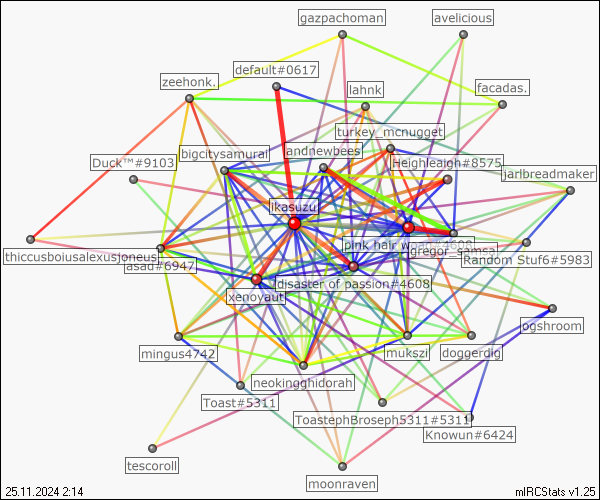 gazpachoman
avelicious
default#0617
zeehonk.
lahnk
facadas.
turkey_mcnugget
bigcitysamurai
andnewbees
Duck™#9103
Heighleaigh#8575
jarlbreadmaker
ikasuzu
pink hair woman#4608
gregor_samsa
thiccusboiusalexusjoneus
asad#6947
Random Stuf6#5983
disaster of passion#4608
xenoyaut
ogshroom
mingus4742
mukszi
doggerdig
neokingghidorah
Toast#5311
ToastephBroseph5311#5311
Knowun#6424
tescoroll
moonraven
25.11.2024 2:14
mIRCStats v1.25